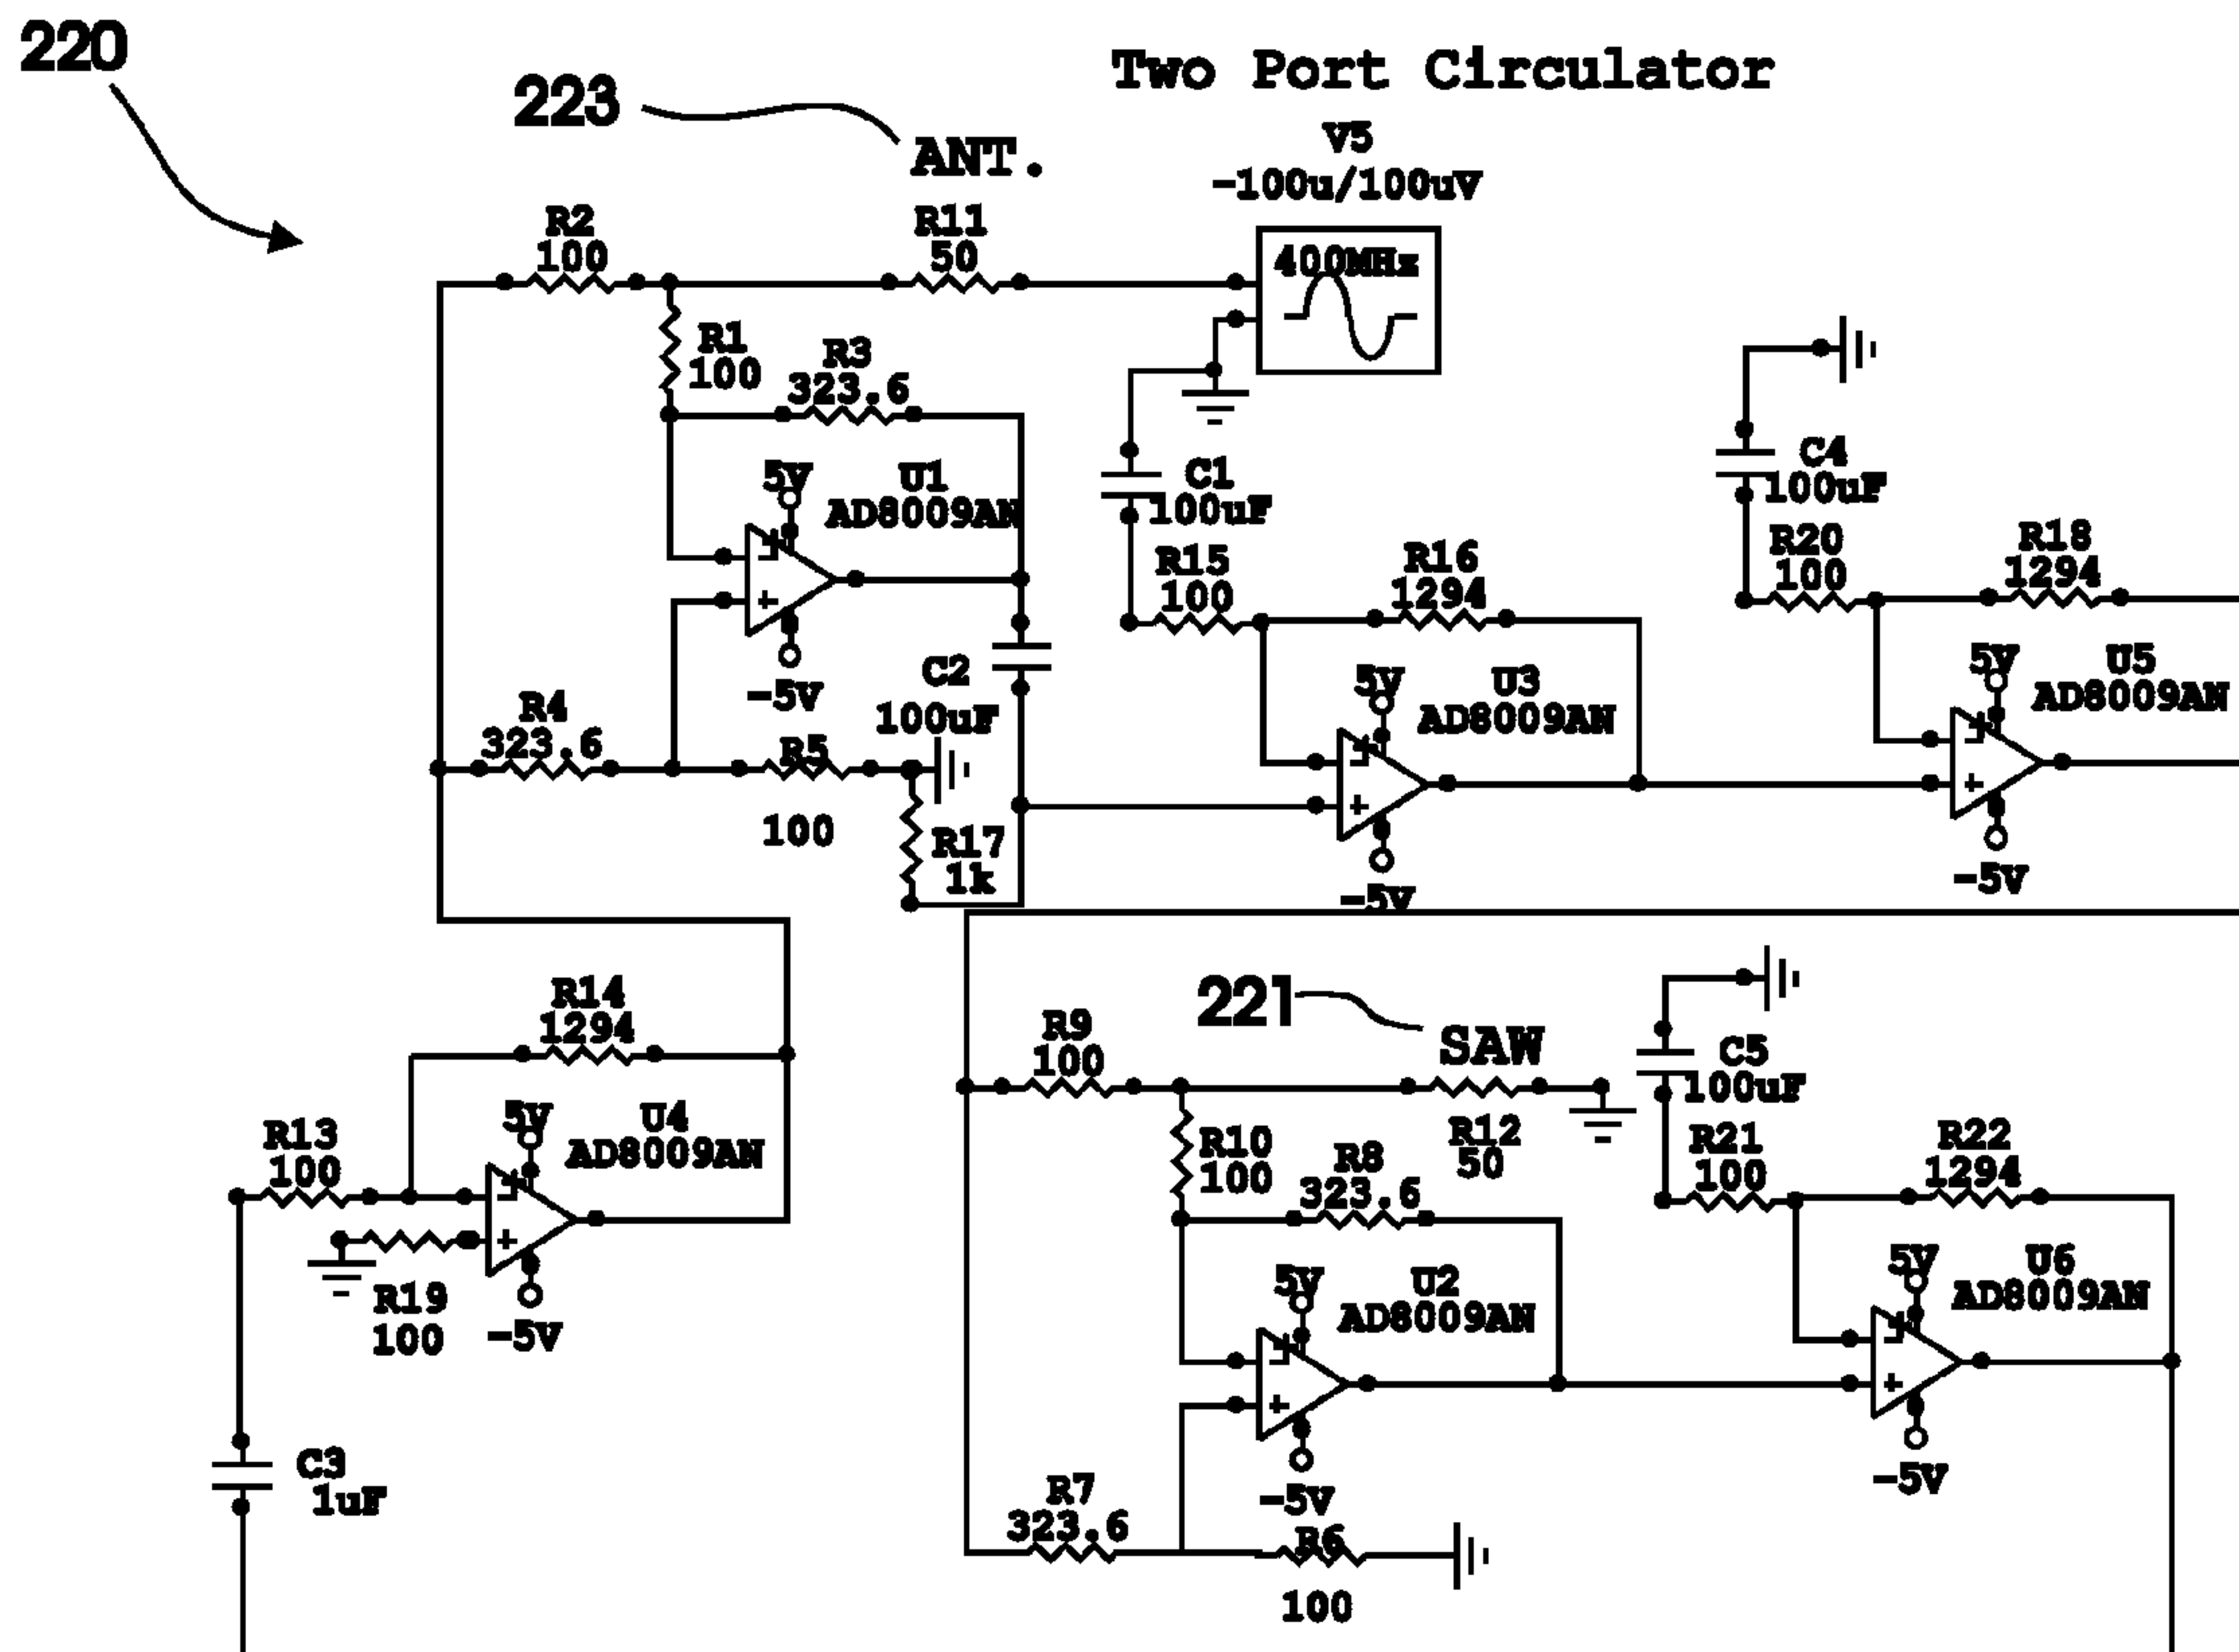 220
223
Two Port Circulator
ANT.
V5
-100u/100uV
400MHz
R2
100
R11
50
R1
100
R3
323.6
5V
U1
AD8009AN
-5V
C1
100uF
C2
100uF
R4
323.6
R5
100
R17
1k
R15
100
R16
1294
5V
U3
AD8009AN
-5V
C4
100uF
R20
100
R18
1294
5V
U5
AD8009AN
-5V
R14
1294
R13
100
5V
U4
AD8009AN
R19
100
-5V
C3
1uF
221
SAW
R9
100
R10
100
R12
50
R8
323.6
5V
U2
AD8009AN
-5V
R7
323.6
R6
100
C5
100uF
R21
100
R22
1294
5V
U6
AD8009AN
-5V